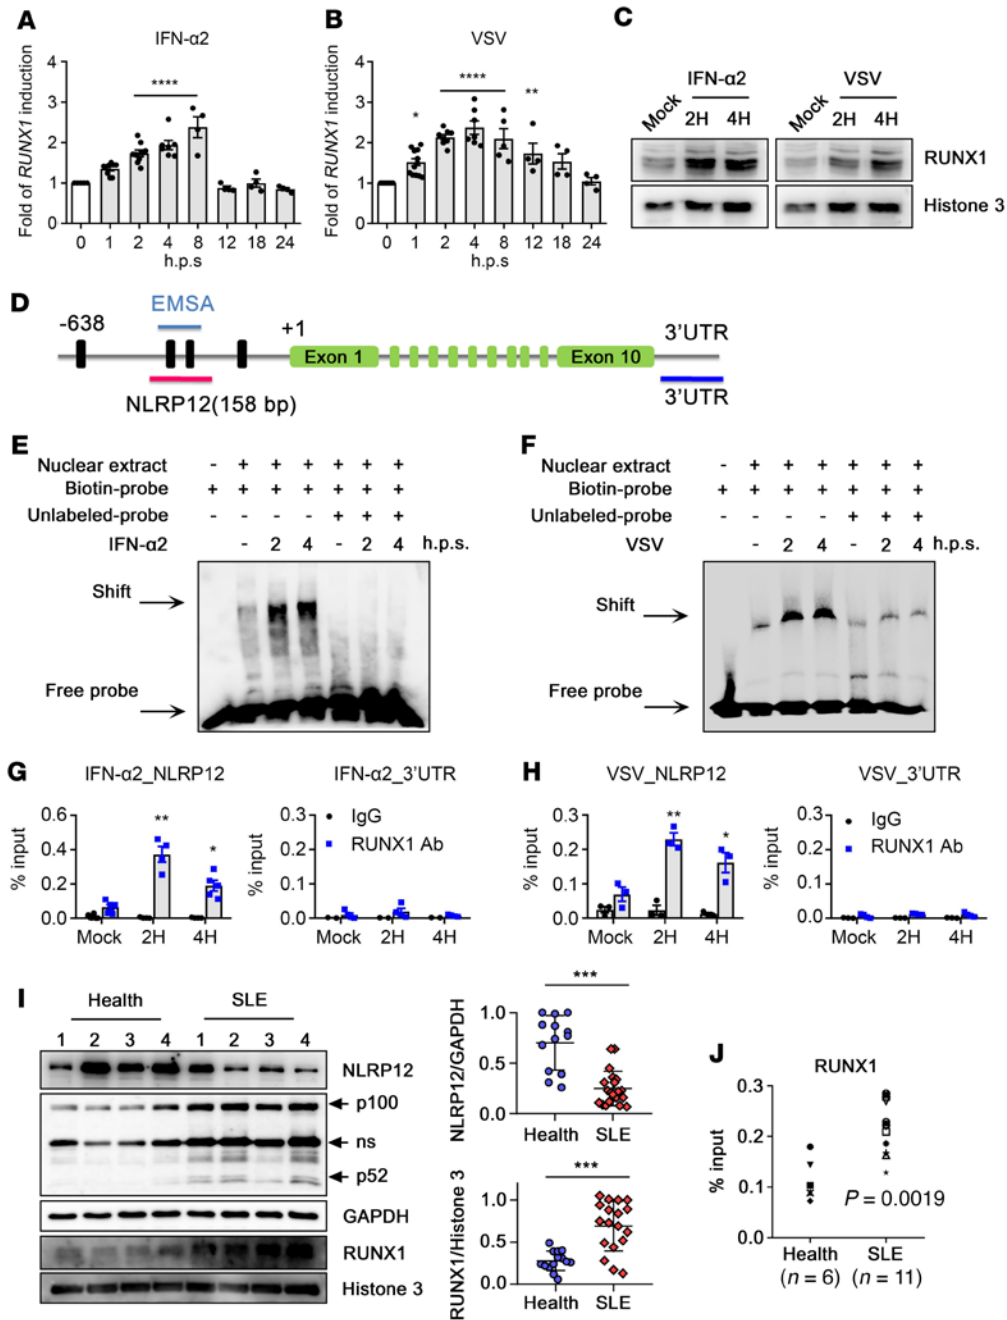 A
IFN-α2
Fold of RUNX1 induction
4
3
2
1
0
****
0 1 2 4 8 12 18 24
h.p.s
B
VSV
Fold of RUNX1 induction
4
3
2
1
0
*
****
**
0 1 2 4 8 12 18 24
h.p.s
C
IFN-α2 VSV
Mock 2H 4H Mock 2H 4H
RUNX1
Histone 3
D
EMSA
-638
+1
3'UTR
Exon 1
Exon 10
NLRP12(158 bp)
3'UTR
E
Nuclear extract - + + + + + +
Biotin-probe + + + + + + +
Unlabeled-probe - - - - + + +
IFN-α2 - 2 4 - 2 4 h.p.s.
Shift
Free probe
F
Nuclear extract - + + + + + +
Biotin-probe + + + + + + +
Unlabeled-probe - - - - + + +
VSV - 2 4 - 2 4 h.p.s.
Shift
Free probe
G
IFN-α2_NLRP12
% input
0.6
0.4
0.2
0.0
**
*
Mock 2H 4H
IFN-α2_3'UTR
% input
0.3
0.2
0.1
0.0
IgG
RUNX1 Ab
Mock 2H 4H
H
VSV_NLRP12
% input
0.3
0.2
0.1
0.0
**
*
Mock 2H 4H
VSV_3'UTR
% input
0.3
0.2
0.1
0.0
IgG
RUNX1 Ab
Mock 2H 4H
I
Health SLE
1 2 3 4 1 2 3 4
NLRP12
p100
ns
p52
GAPDH
RUNX1
Histone 3
***
NLRP12/GAPDH
1.0
0.5
0.0
Health SLE
***
RUNX1/Histone 3
1.0
0.5
0.0
Health SLE
J
RUNX1
% input
0.3
0.2
0.1
0.0
P = 0.0019
Health SLE
(n = 6) (n = 11)